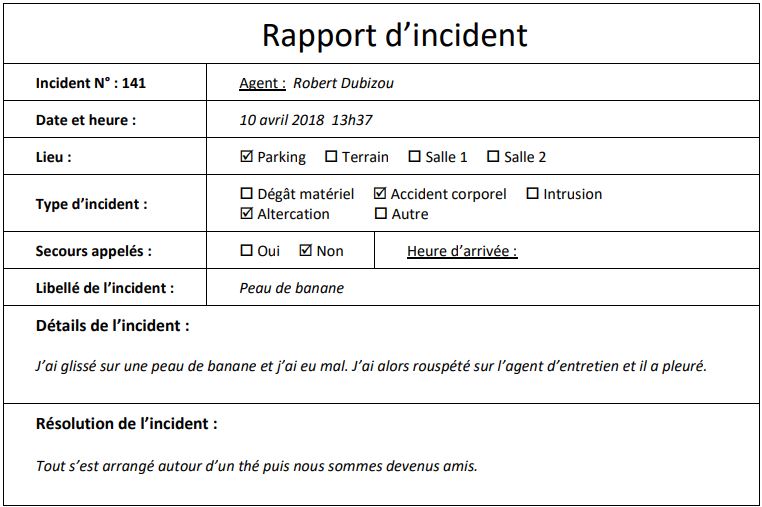 Rapport d’incident
Incident N° : 141 Agent : Robert Dubizou
Date et heure : 10 avril 2018 13h37
Lieu : ☑ Parking ☐ Terrain ☐ Salle 1 ☐ Salle 2
Type d’incident : ☐ Dégât matériel ☑ Accident corporel ☐ Intrusion
☑ Altercation ☐ Autre
Secours appelés : ☐ Oui ☑ Non Heure d’arrivée :
Libellé de l’incident : Peau de banane
Détails de l’incident :
J’ai glissé sur une peau de banane et j’ai eu mal. J’ai alors rouspété sur l’agent d’entretien et il a pleuré.
Résolution de l’incident :
Tout s’est arrangé autour d’un thé puis nous sommes devenus amis.